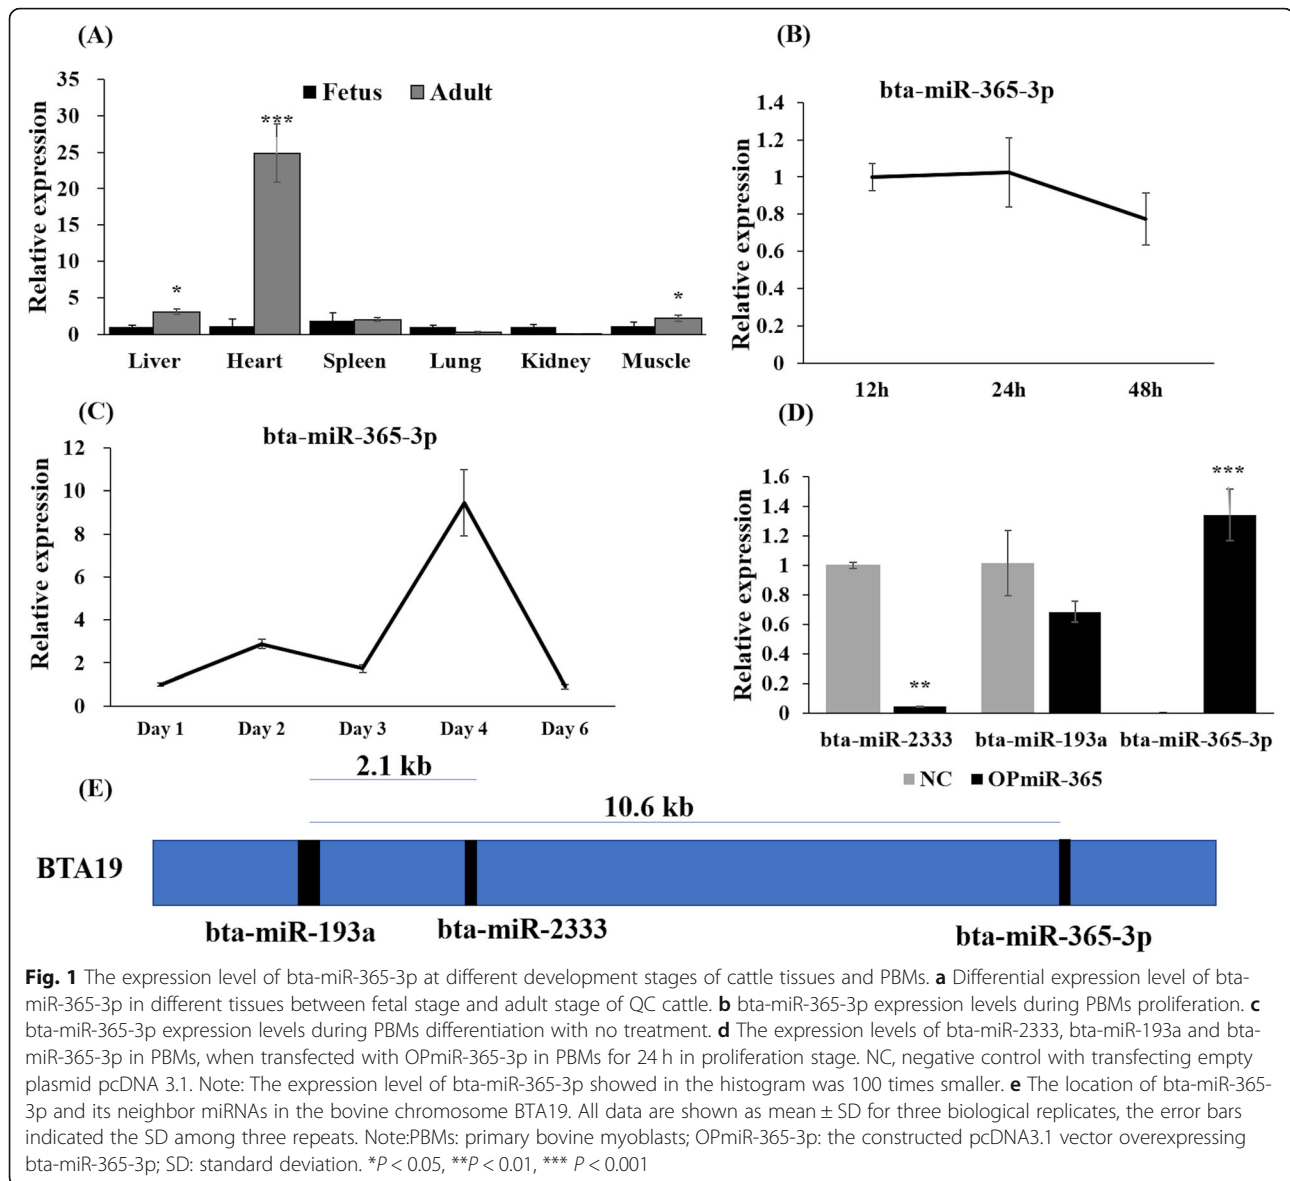 (A)
35
30
25
20
15
10
5
0
Relative expression
Fetus Adult
***
*
*
Liver Heart Spleen Lung Kidney Muscle
(B)
bta-miR-365-3p
1.4
1.2
1
0.8
0.6
0.4
0.2
0
Relative expression
12h 24h 48h
(C)
bta-miR-365-3p
12
10
8
6
4
2
0
Relative expression
Day 1 Day 2 Day 3 Day 4 Day 6
(D)
1.6
1.4
1.2
1
0.8
0.6
0.4
0.2
0
Relative expression
***
**
bta-miR-2333 bta-miR-193a bta-miR-365-3p
NC OPmiR-365
(E)
2.1 kb
10.6 kb
BTA19
bta-miR-193a bta-miR-2333 bta-miR-365-3p
Fig. 1 The expression level of bta-miR-365-3p at different development stages of cattle tissues and PBMs. a Differential expression level of bta-
miR-365-3p in different tissues between fetal stage and adult stage of QC cattle. b bta-miR-365-3p expression levels during PBMs proliferation. c
bta-miR-365-3p expression levels during PBMs differentiation with no treatment. d The expression levels of bta-miR-2333, bta-miR-193a and bta-
miR-365-3p in PBMs, when transfected with OPmiR-365-3p in PBMs for 24 h in proliferation stage. NC, negative control with transfecting empty
plasmid pcDNA 3.1. Note: The expression level of bta-miR-365-3p showed in the histogram was 100 times smaller. e The location of bta-miR-365-
3p and its neighbor miRNAs in the bovine chromosome BTA19. All data are shown as mean ± SD for three biological replicates, the error bars
indicated the SD among three repeats. Note:PBMs: primary bovine myoblasts; OPmiR-365-3p: the constructed pcDNA3.1 vector overexpressing
bta-miR-365-3p; SD: standard deviation. *P < 0.05, **P < 0.01, *** P < 0.001